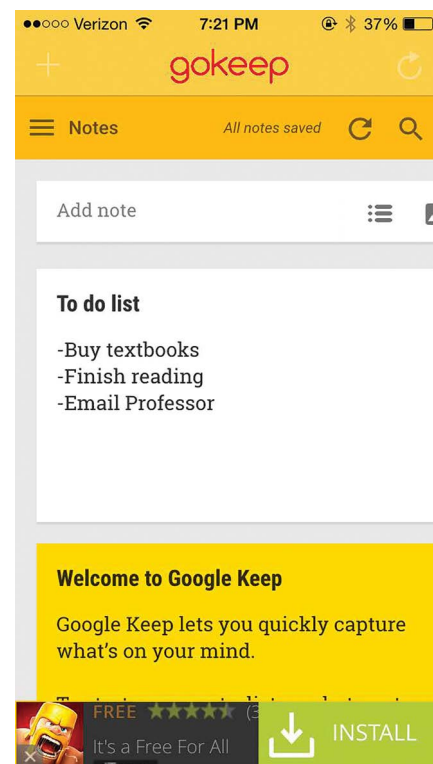 Verizon 7:21 PM 37%
gokeep
Notes All notes saved
Add note
To do list
-Buy textbooks
-Finish reading
-Email Professor
Welcome to Google Keep
Google Keep lets you quickly capture
what's on your mind.
FREE (3
It's a Free For All
INSTALL